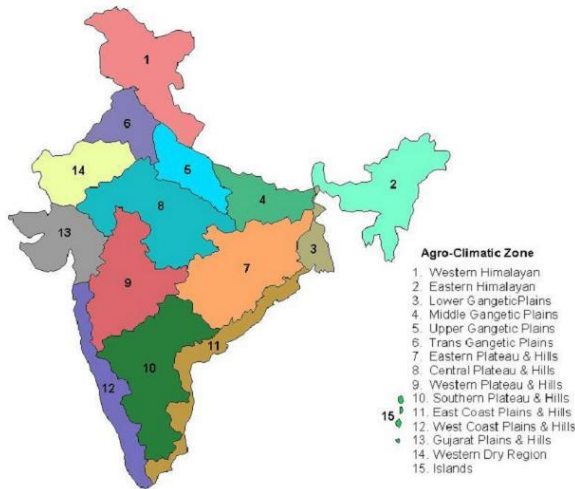 1
6
14
5
2
4
8
13
3
7
9
11
10
12
15
Agro-Climatic Zone
1. Western Himalayan
2. Eastern Himalayan
3. Lower GangeticPlains
4. Middle Gangetic Plains
5. Upper Gangetic Plains
6. Trans Gangetic Plains
7. Eastern Plateau & Hills
8. Central Plateau & Hills
9. Western Plateau & Hills
10. Southern Plateau & Hills
11. East Coast Plains & Hills
12. West Coast Plains & Hills
13. Gujarat Plains & Hills
14. Western Dry Region
15. Islands